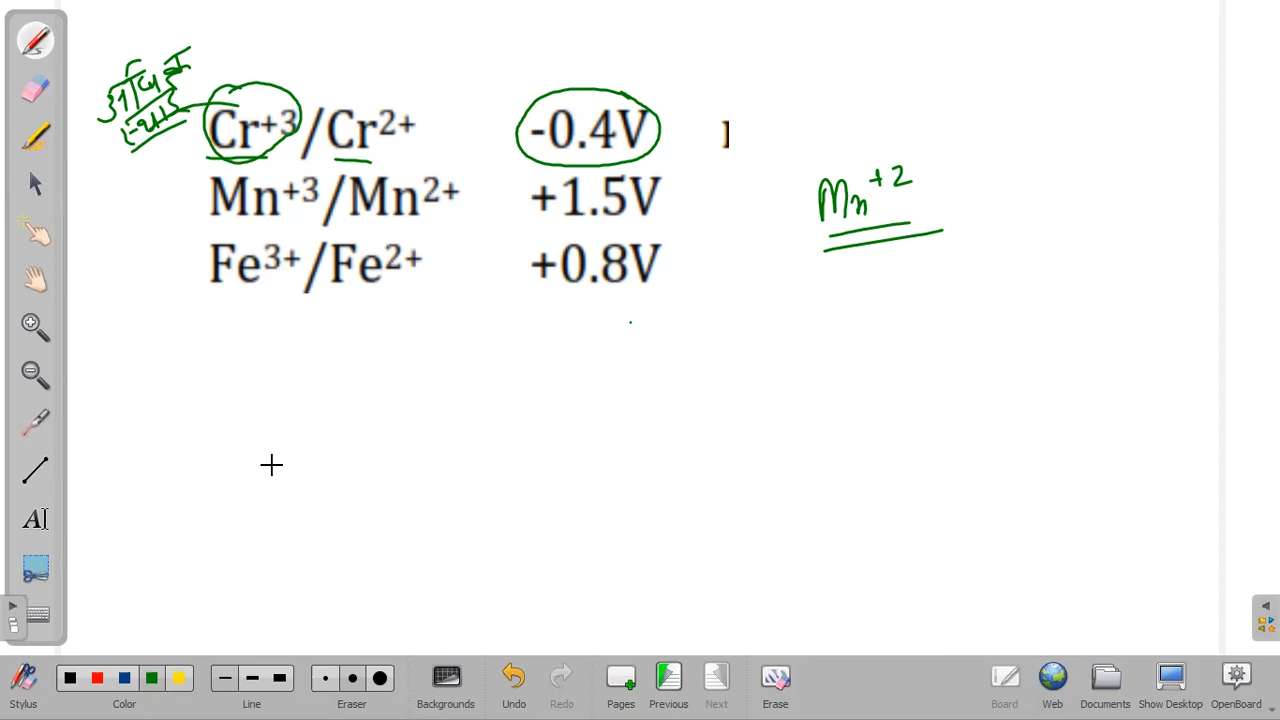 Cr+3/Cr2+ -0.4V
Mn+3/Mn2+ +1.5V
Fe3+/Fe2+ +0.8V
Mn+2
Stylus
Color
Line
Eraser
Backgrounds
Undo
Redo
Pages
Previous
Next
Erase
Board
Web
Documents
Show Desktop
OpenBoard